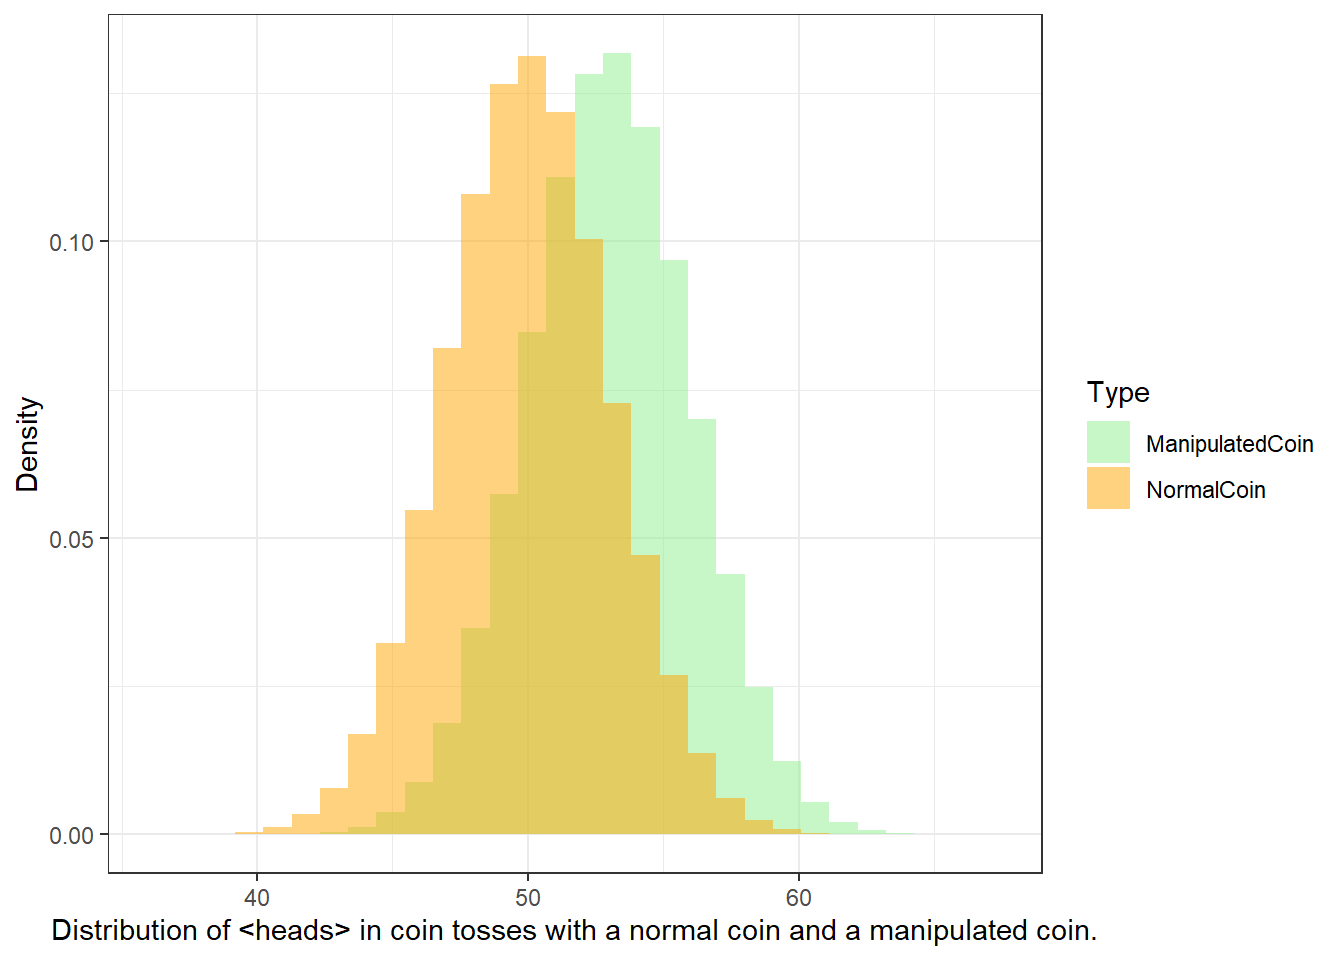 Density
0.10
0.05
0.00
40 50 60
Distribution of <heads> in coin tosses with a normal coin and a manipulated coin.
Type
ManipulatedCoin
NormalCoin